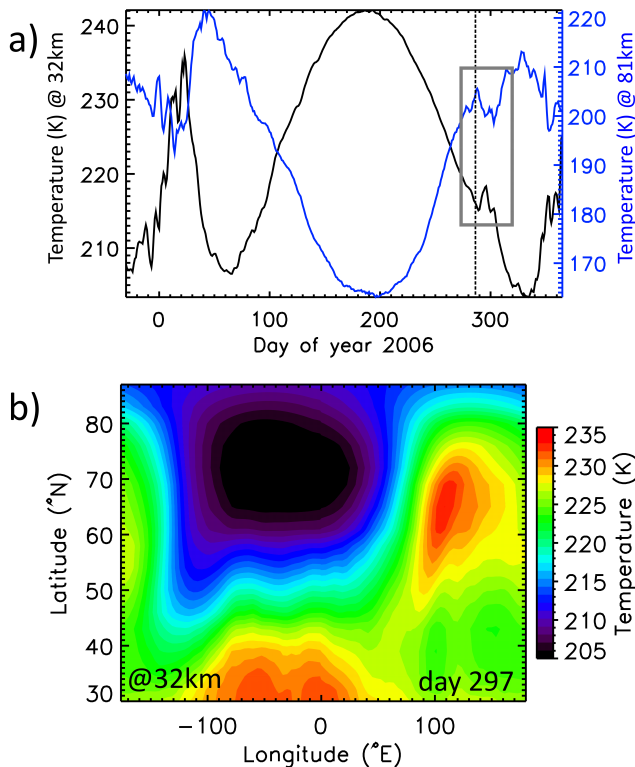 a)
Temperature (K) @ 32km
240
230
220
210
220
210
200
190
180
170
Temperature (K) @ 81km
0 100 200 300
Day of year 2006
b)
Latitude (°N)
80
70
60
50
40
30
@32km day 297
-100 0 100
Longitude (°E)
235
230
225
220
215
210
205
Temperature (K)